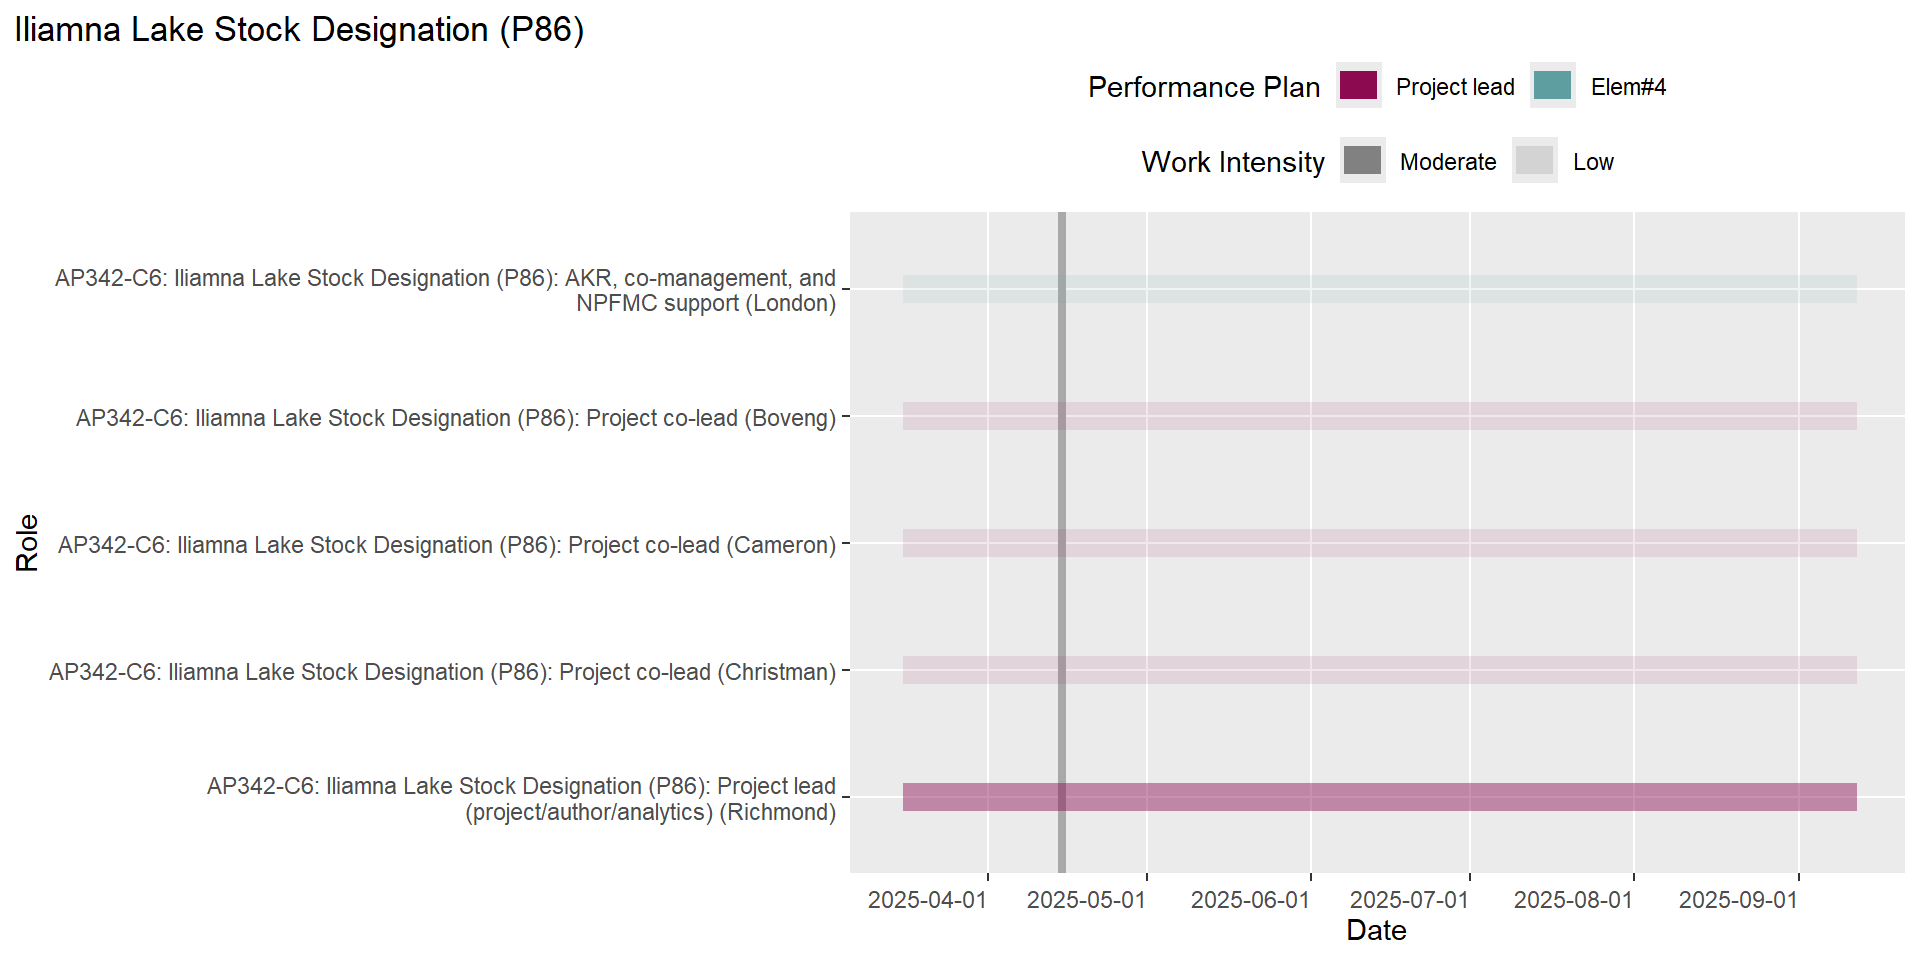 Iliamna Lake Stock Designation (P86)
Performance Plan Project lead Elem#4
Work Intensity Moderate Low
AP342-C6: Iliamna Lake Stock Designation (P86): AKR, co-management, and
NPFMC support (London)
AP342-C6: Iliamna Lake Stock Designation (P86): Project co-lead (Boveng)
AP342-C6: Iliamna Lake Stock Designation (P86): Project co-lead (Cameron)
AP342-C6: Iliamna Lake Stock Designation (P86): Project co-lead (Christman)
AP342-C6: Iliamna Lake Stock Designation (P86): Project lead
(project/author/analytics) (Richmond)
Role
2025-04-01 2025-05-01 2025-06-01 2025-07-01 2025-08-01 2025-09-01
Date